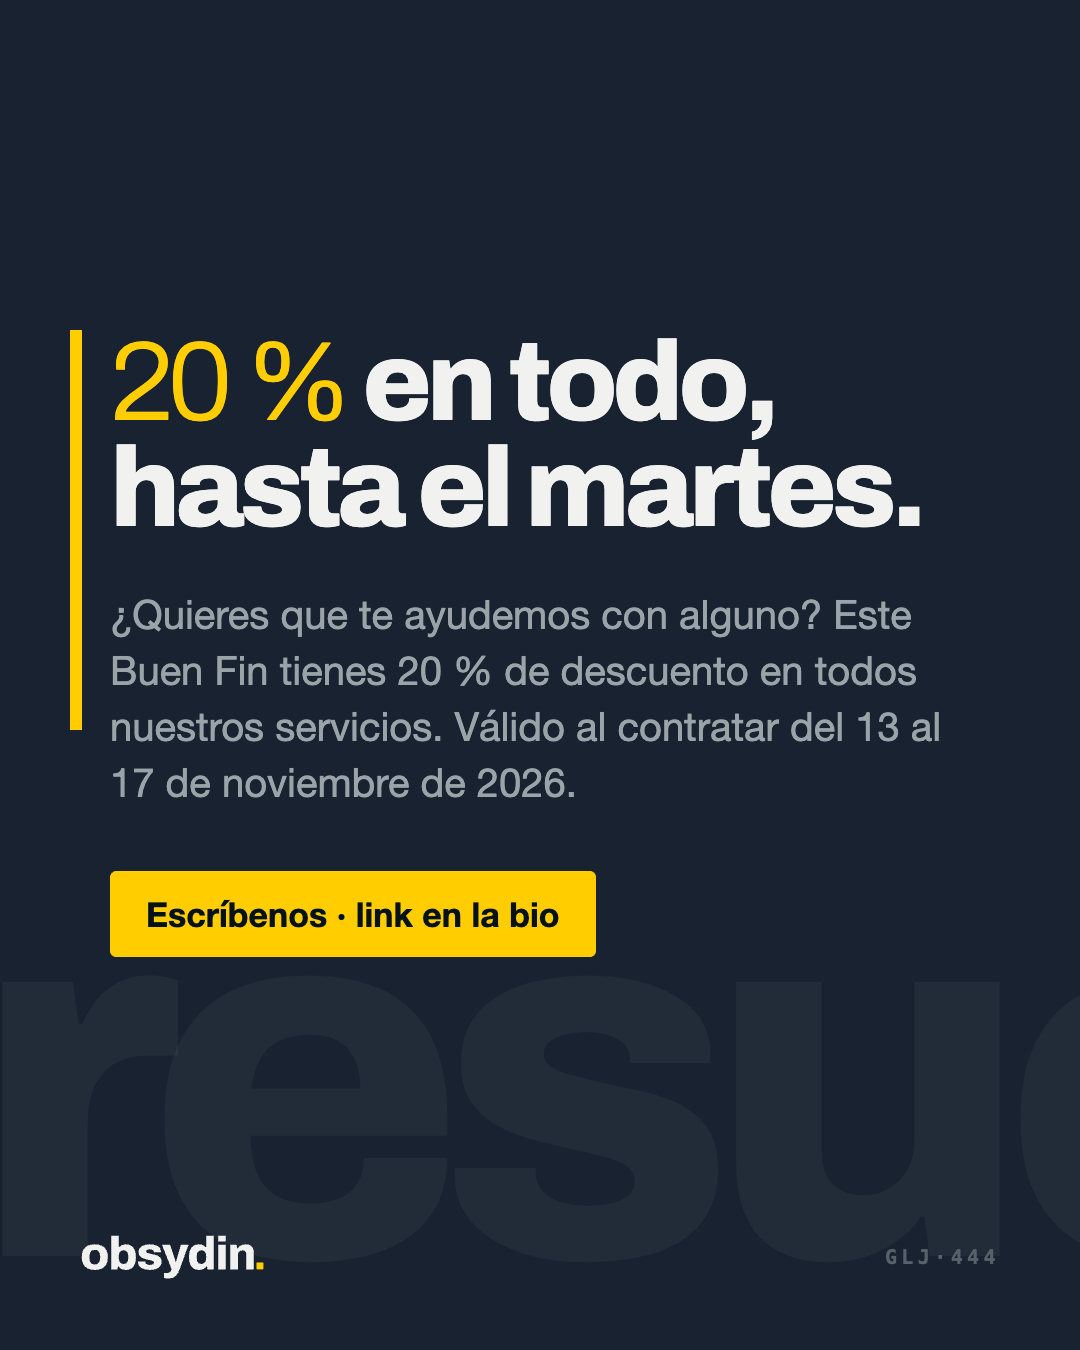 20 % en todo,
hasta el martes.
¿Quieres que te ayudemos con alguno? Este
Buen Fin tienes 20 % de descuento en todos
nuestros servicios. Válido al contratar del 13 al
17 de noviembre de 2026.
Escríbenos · link en la bio
resu
obsydin.
GLJ·444